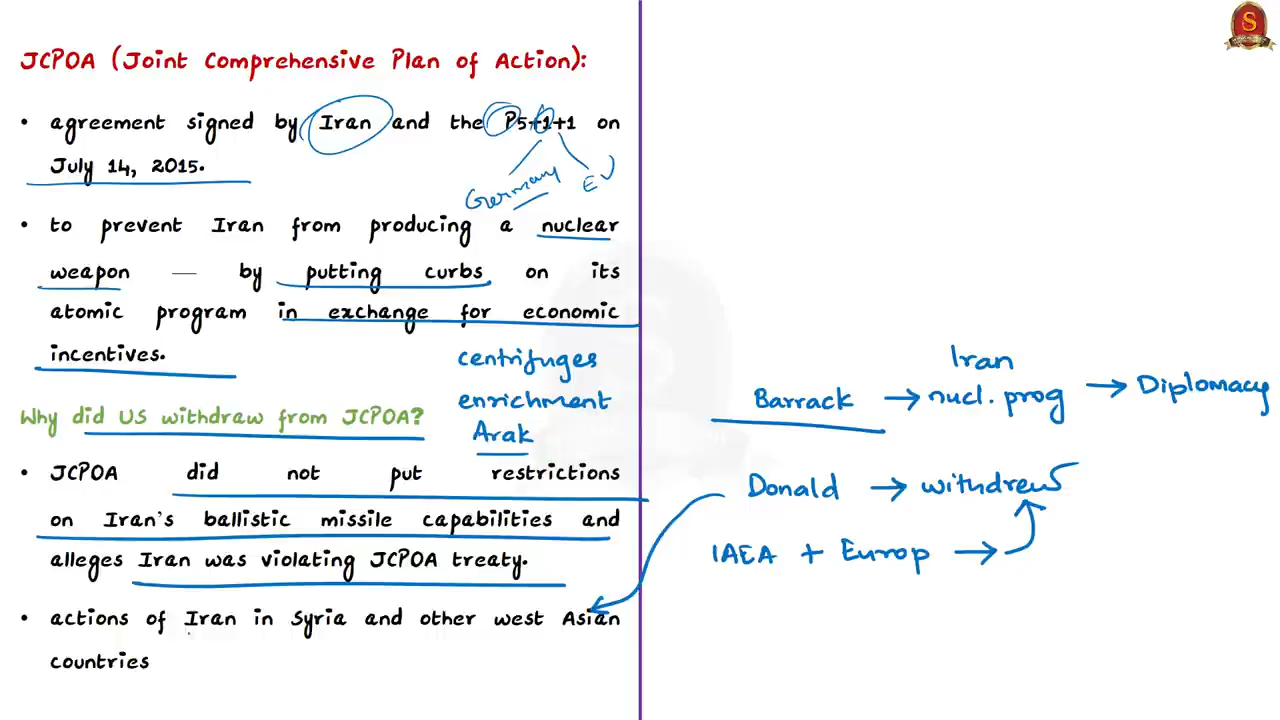 JCPOA (Joint Comprehensive Plan of Action):
• agreement signed by Iran and the P5+1+1 on
July 14, 2015.
Germany
EU
• to prevent Iran from producing a nuclear
weapon — by putting curbs on its
atomic program in exchange for economic
incentives.
centrifuges
enrichment
Arak
Why did US withdraw from JCPOA?
• JCPOA did not put restrictions
on Iran's ballistic missile capabilities and
alleges Iran was violating JCPOA treaty.
• actions of Iran in Syria and other west Asian
countries
S
Iran
Barrack → nucl. prog → Diplomacy
Donald → withdrew
IAEA + Europ →